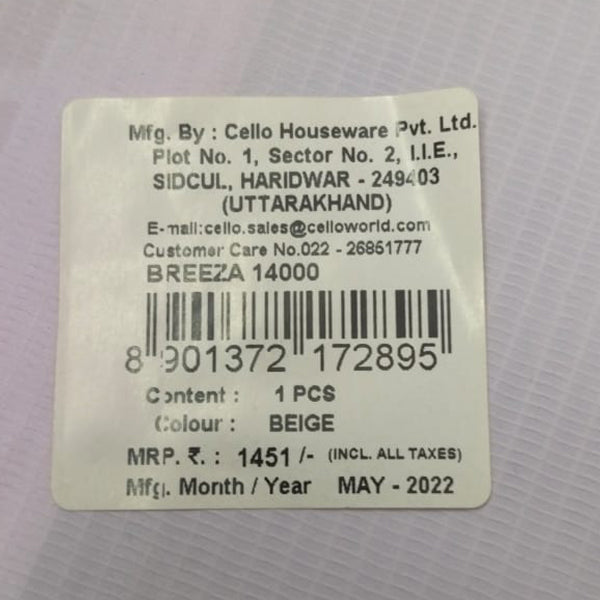 Mfg. By : Cello Houseware Pvt. Ltd.
Plot No. 1, Sector No. 2, I.I.E.,
SIDCUL, HARIDWAR - 249403
(UTTARAKHAND)
E-mail:cello.sales@celloworld.com
Customer Care No.022 - 26851777
BREEZA 14000
8 901372 172895
Content : 1 PCS
Colour : BEIGE
MRP. ₹. : 1451 /- (INCL. ALL TAXES)
Mfg. Month / Year MAY - 2022